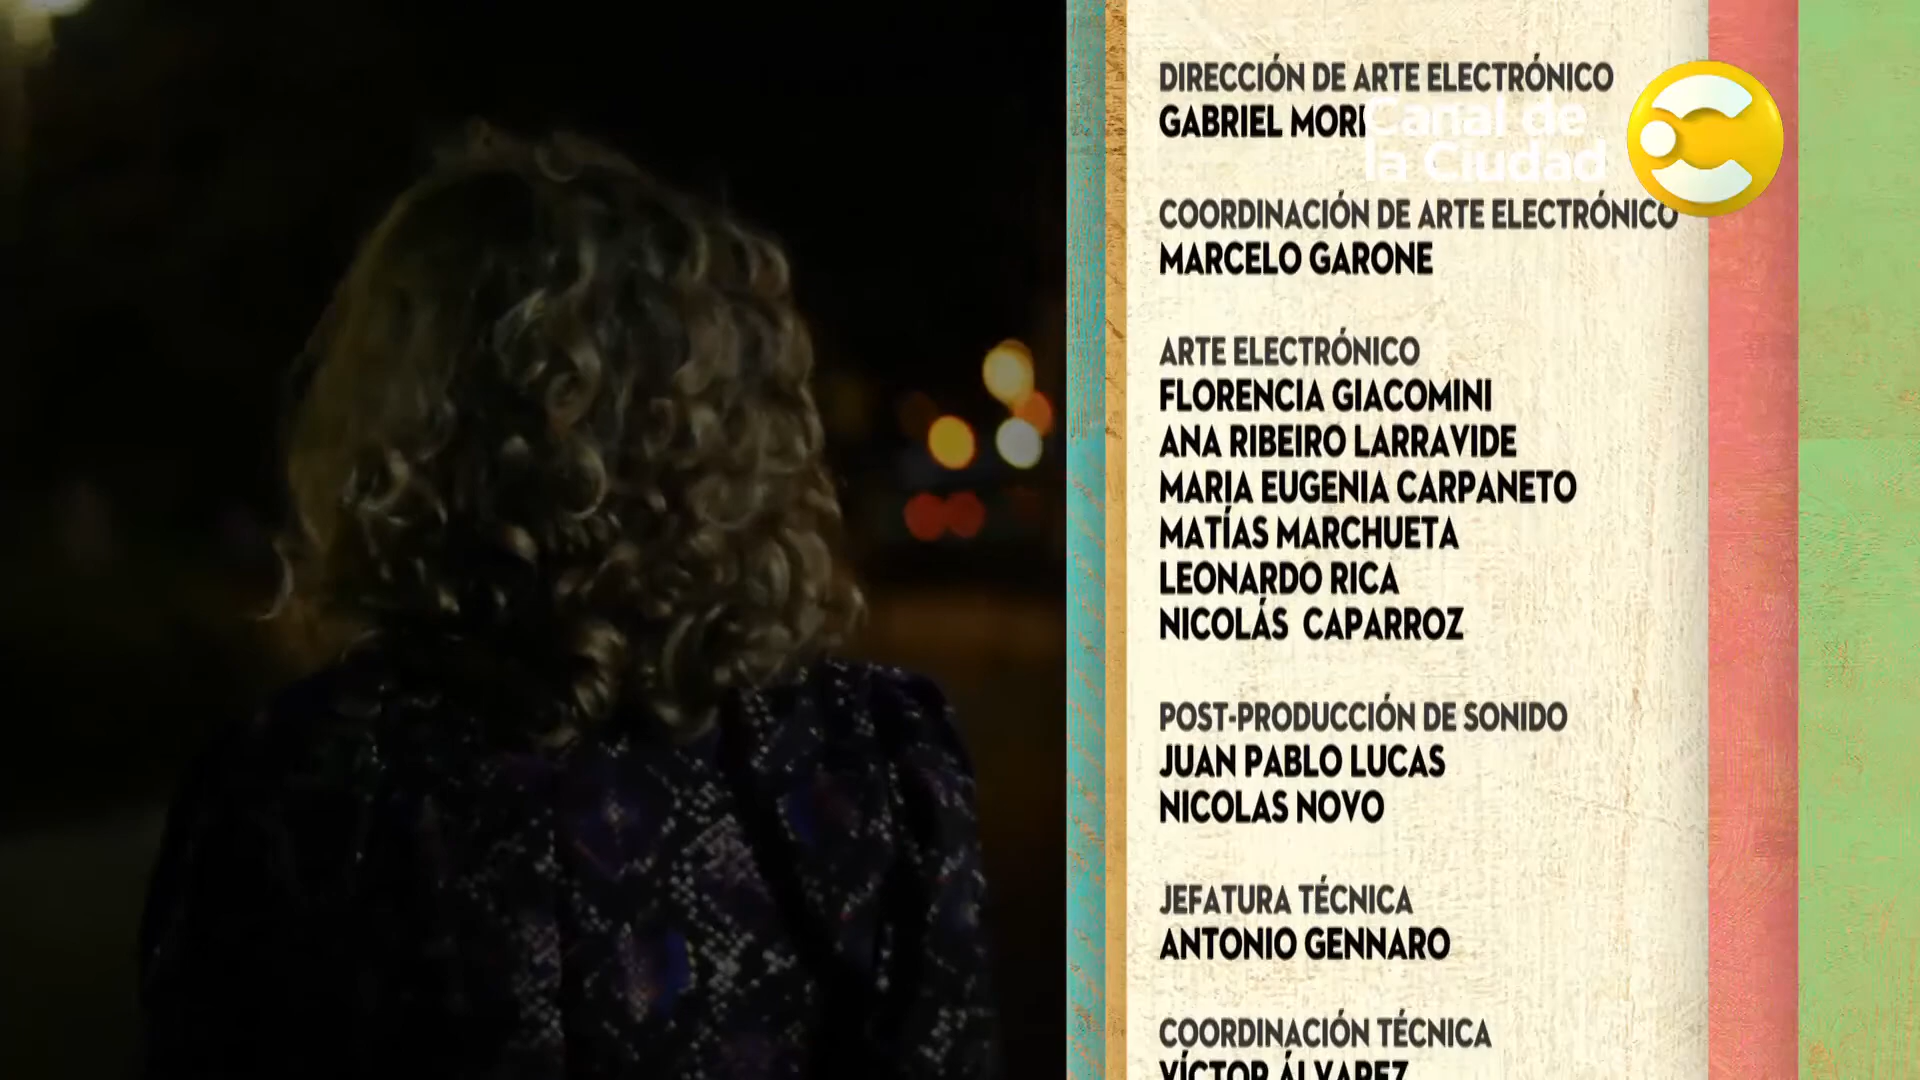 DIRECCIÓN DE ARTE ELECTRÓNICO
GABRIEL
Canal de
la Ciudad
COORDINACIÓN DE ARTE ELECTRÓNICO
MARCELO GARONE
ARTE ELECTRÓNICO
FLORENCIA GIACOMINI
ANA RIBEIRO LARRAVIDE
MARIA EUGENIA CARPANETO
MATÍAS MARCHUETA
LEONARDO RICA
NICOLÁS CAPARROZ
POST-PRODUCCIÓN DE SONIDO
JUAN PABLO LUCAS
NICOLAS NOVO
JEFATURA TÉCNICA
ANTONIO GENNARO
COORDINACIÓN TÉCNICA
VÍCTOR ÁLVAREZ